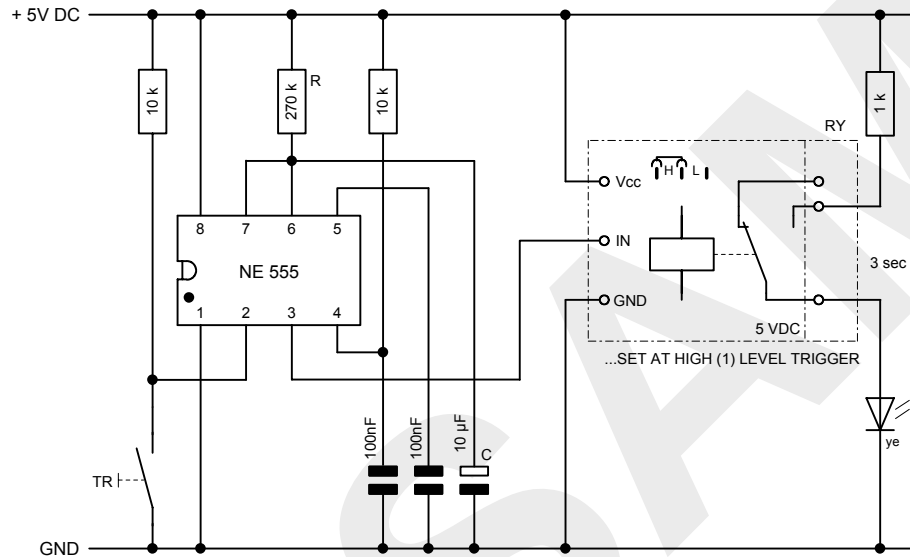 + 5V DC
10 k
270 k
R
10 k
1 k
RY
H L
Vcc
8 7 6 5
IN
NE 555
3 sec
GND
1 2 3 4
5 VDC
...SET AT HIGH (1) LEVEL TRIGGER
100nF
100nF
10 µF
C
ye
TR
GND
SAM